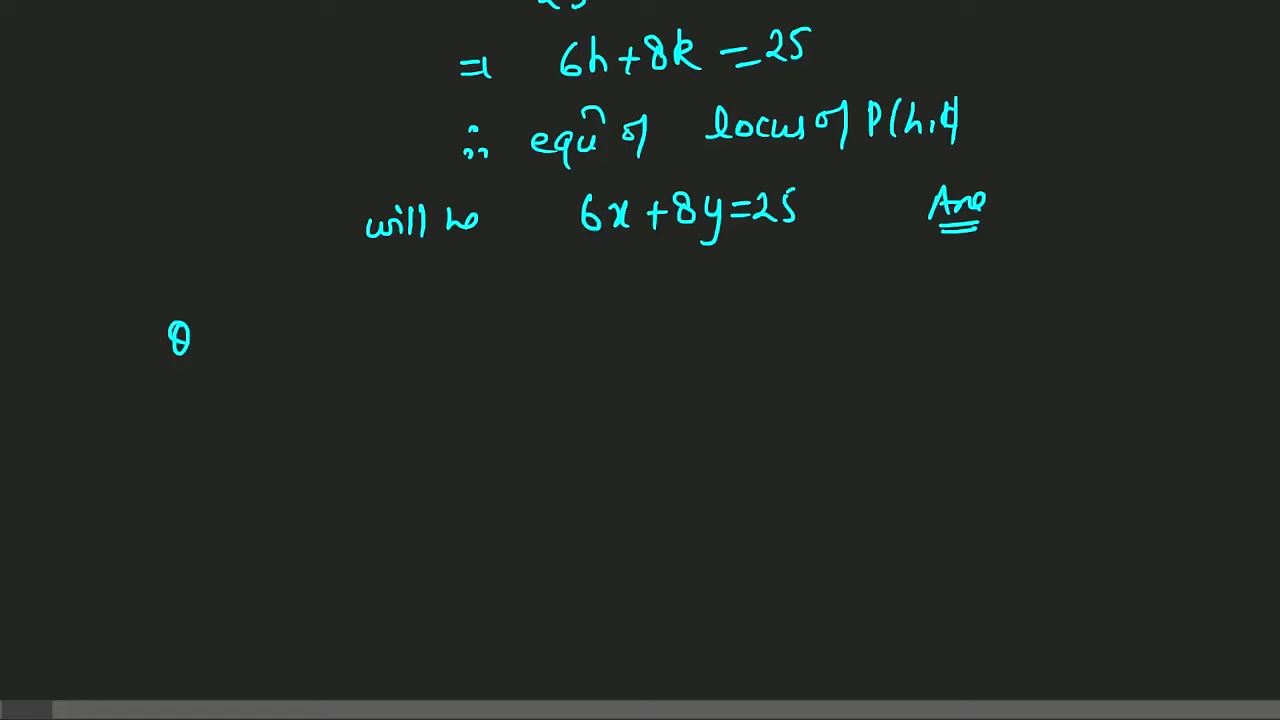 ⇒ 6h+8k = 25
∴ equⁿ of locus of P(h,k)
will be 6x+8y=25 Ans
Q